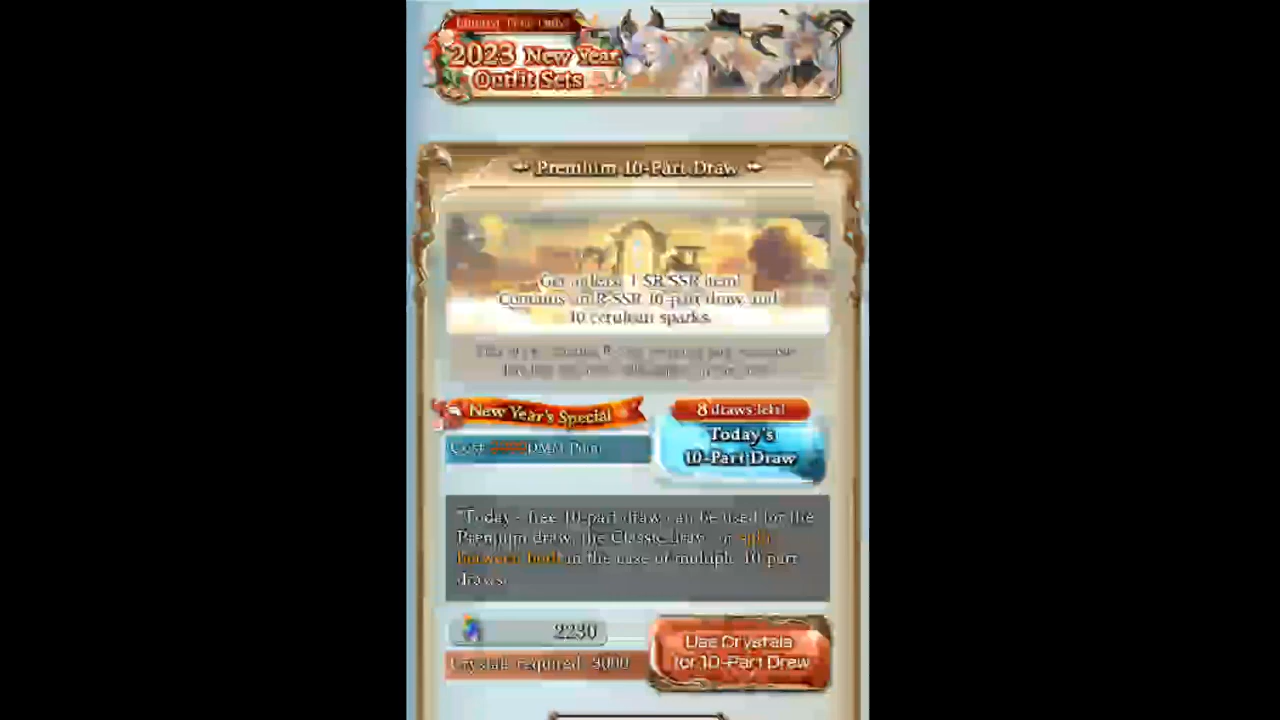 Limited Time Only!
2023 New Year
Outfit Sets
Premium 10-Part Draw
Get at least 1 SR/SSR item!
Contains an R-SSR 10-part draw and
10 cerulean sparks.
New Year's Special
8 draws left!
Cost DMM Point
Today's
10-Part Draw
*Today's free 10-part draw can be used for the
Premium draw, the Classic draw, or split
between both in the case of multiple 10-part
draws.
2230
Use Crystals
for 10-Part Draw
Crystals required: 3000